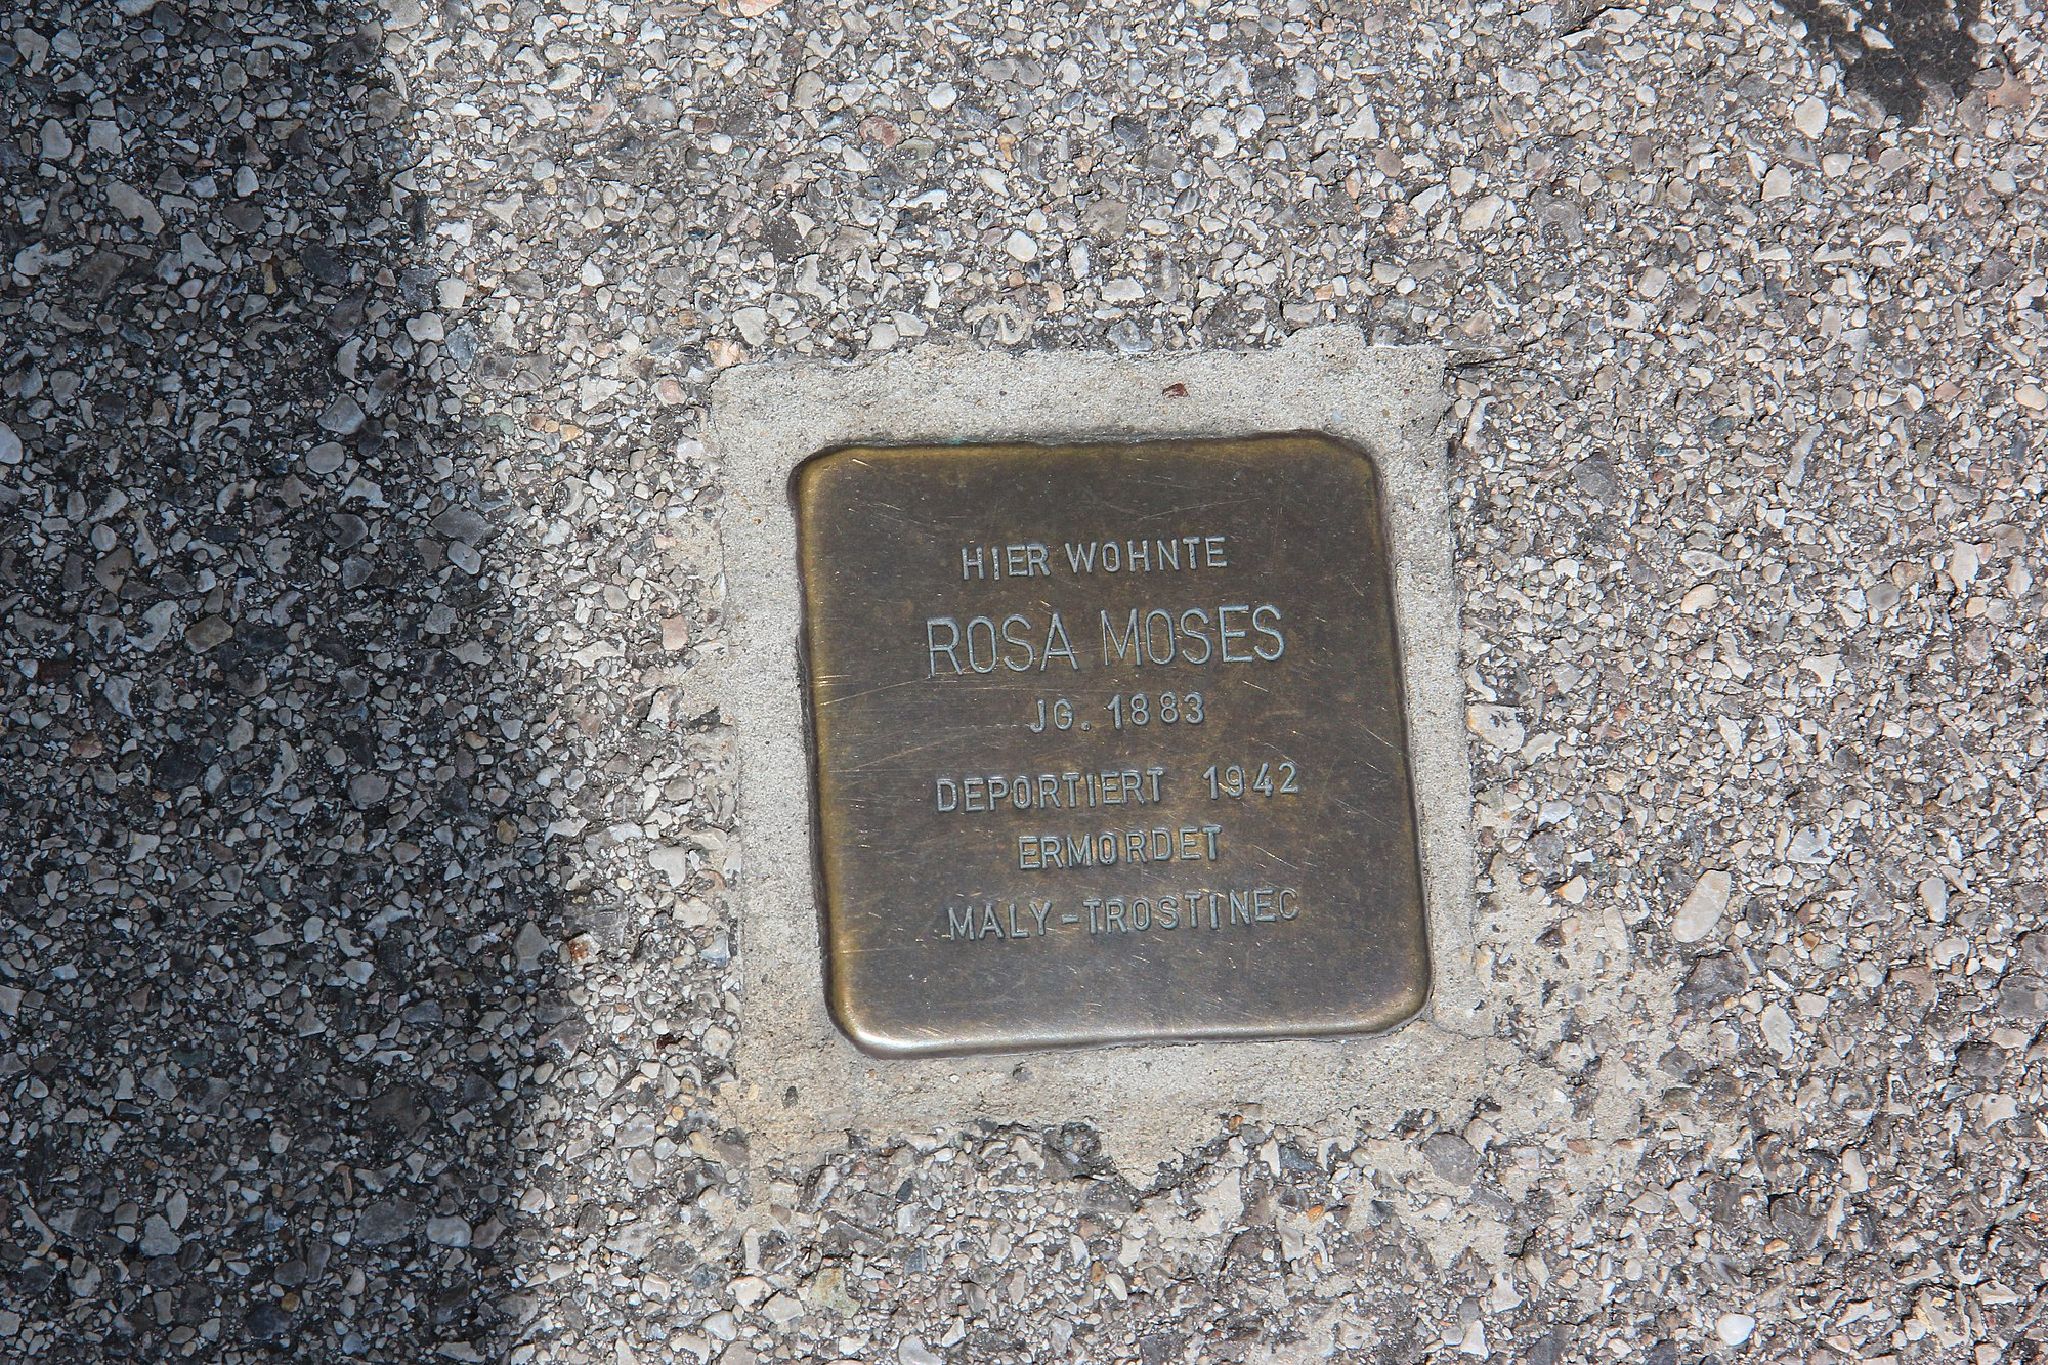 HIER WOHNTE
ROSA MOSES
JG. 1883
DEPORTIERT 1942
ERMORDET
MALY-TROSTINEC